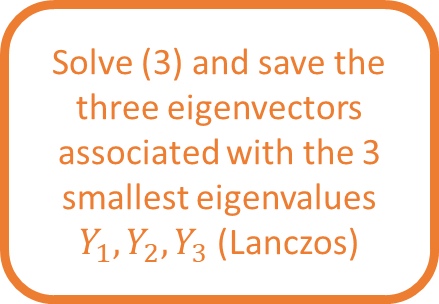 Solve (3) and save the
three eigenvectors
associated with the 3
smallest eigenvalues
𝑌₁, 𝑌₂, 𝑌₃ (Lanczos)